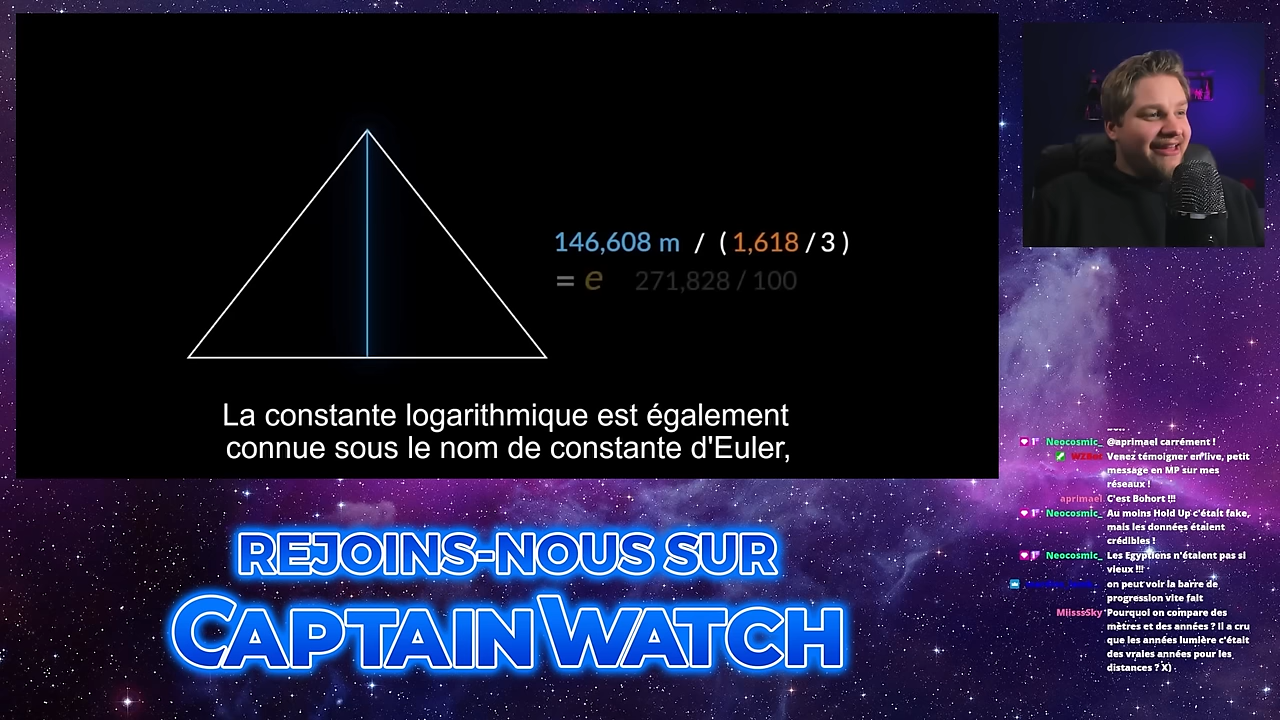 146,608 m / ( 1,618 / 3 )
= e 271,828 / 100
La constante logarithmique est également
connue sous le nom de constante d'Euler,
REJOINS-NOUS SUR
CAPTAINWATCH
Neocosmic_ @aprimael carrément !
Venez témoigner en live, petit
message en MP sur mes
réseaux !
aprimael C'est Bohort !!!
Neocosmic_ Au moins Hold Up c'était fake,
mais les données étaient
crédibles !
Neocosmic_ Les Egyptiens n'étaient pas si
vieux !!!
on peut voir la barre de
progression vite fait
MiisssSky Pourquoi on compare des
mètres et des années ? Il a cru
que les années lumière c'était
des vraies années pour les
distances ? X)